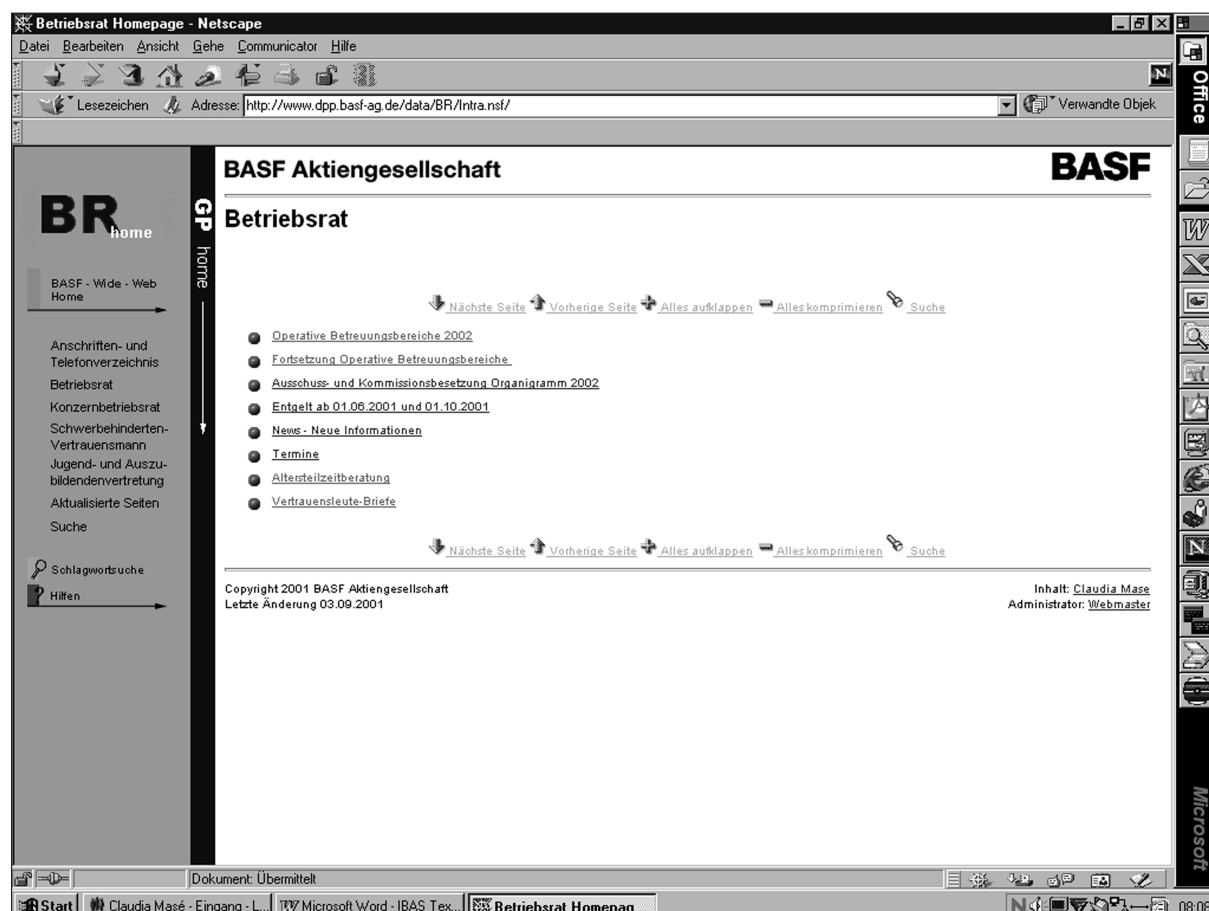 Betriebsrat Homepage - Netscape
Datei Bearbeiten Ansicht Gehe Communicator Hilfe
Lesezeichen Adresse: http://www.dpp.basf-ag.de/data/BR/Intra.nsf/ Verwandte Objek
Office
BR home
BASF - Wide - Web
Home
Anschriften- und
Telefonverzeichnis
Betriebsrat
Konzernbetriebsrat
Schwerbehinderten-
Vertrauensmann
Jugend- und Auszu-
bildendenvertretung
Aktualisierte Seiten
Suche
Schlagwortsuche
Hilfen
GP home
BASF Aktiengesellschaft BASF
Betriebsrat
Nächste Seite Vorherige Seite Alles aufklappen Alles komprimieren Suche
Operative Betreuungsbereiche 2002
Fortsetzung Operative Betreuungsbereiche
Ausschuss- und Kommissionsbesetzung Organigramm 2002
Entgelt ab 01.06.2001 und 01.10.2001
News - Neue Informationen
Termine
Altersteilzeitberatung
Vertrauensleute-Briefe
Nächste Seite Vorherige Seite Alles aufklappen Alles komprimieren Suche
Copyright 2001 BASF Aktiengesellschaft Inhalt: Claudia Mase
Letzte Änderung 03.09.2001 Administrator: Webmaster
Microsoft
Dokument: Übermittelt
Start Claudia Masé - Eingang - L... Microsoft Word - IBAS Tex... Betriebsrat Homepag... 08:08